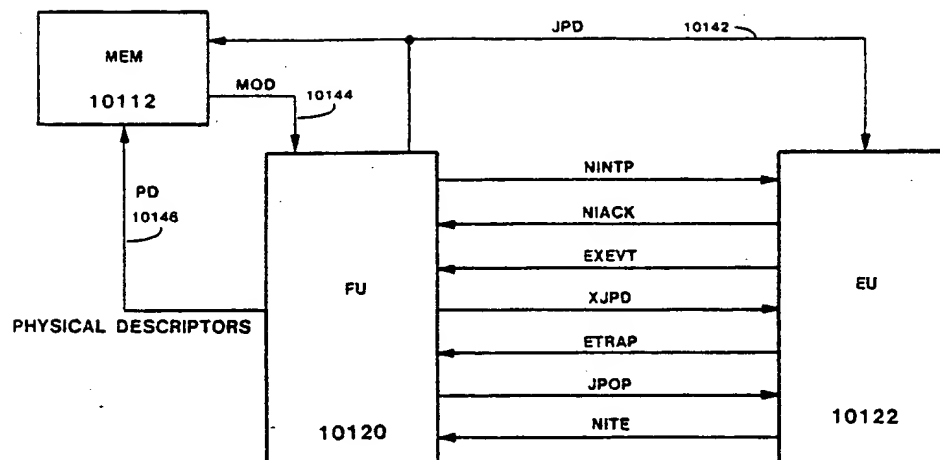 JPD
10142
MEM
10112
MOD
10144
PD
10146
PHYSICAL DESCRIPTORS
NINTP
NIACK
EXEVT
FU
EU
XJPD
ETRAP
JPOP
NITE
10120
10122